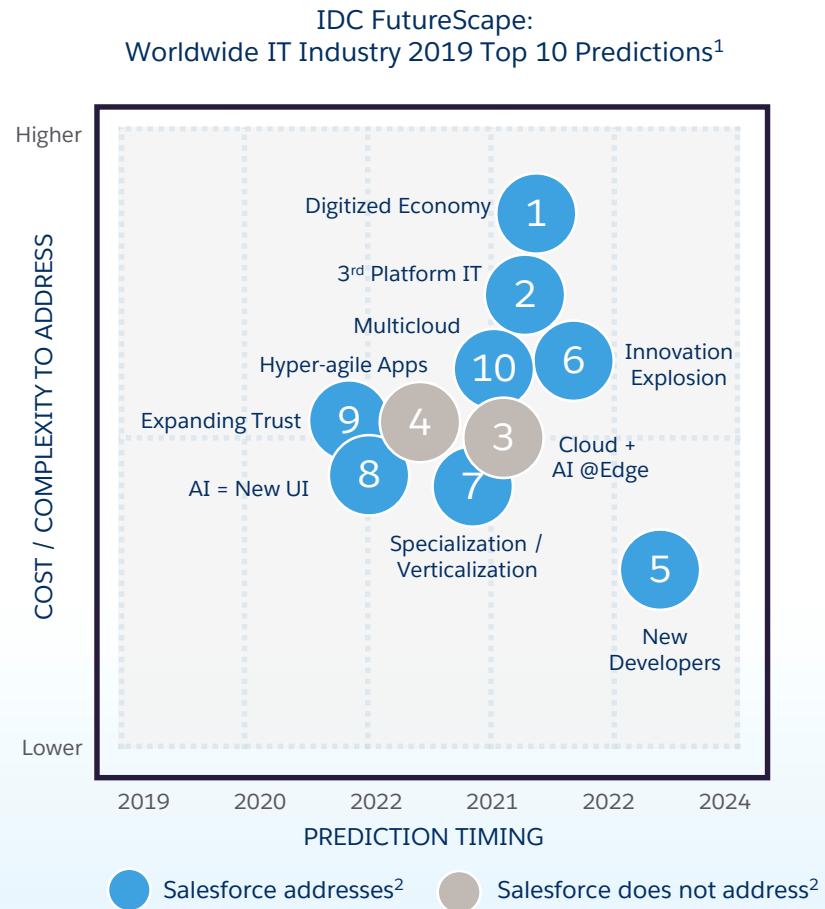 IDC FutureScape:
Worldwide IT Industry 2019 Top 10 Predictions¹
Higher
COST / COMPLEXITY TO ADDRESS
Lower
Digitized Economy
1
3ʳᵈ Platform IT
2
Multicloud
10
6
Innovation
Explosion
Hyper-agile Apps
Expanding Trust
9
4
3
Cloud +
AI @Edge
AI = New UI
8
7
Specialization /
Verticalization
5
New
Developers
2019 2020 2022 2021 2022 2024
PREDICTION TIMING
Salesforce addresses² Salesforce does not address²